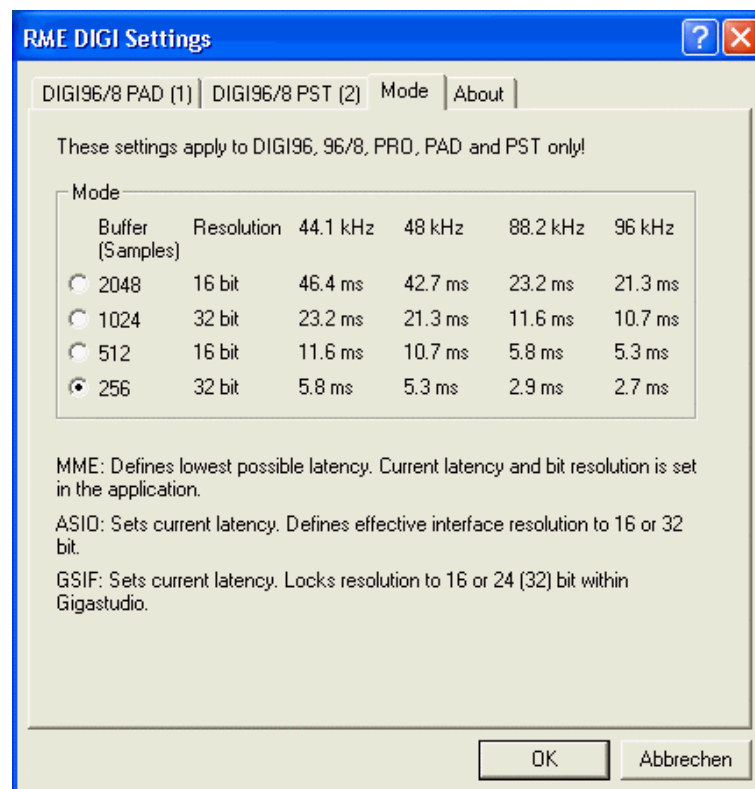 RME DIGI Settings
DIGI96/8 PAD (1) DIGI96/8 PST (2) Mode About
These settings apply to DIGI96, 96/8, PRO, PAD and PST only!
Mode
Buffer Resolution 44.1 kHz 48 kHz 88.2 kHz 96 kHz
(Samples)
2048 16 bit 46.4 ms 42.7 ms 23.2 ms 21.3 ms
1024 32 bit 23.2 ms 21.3 ms 11.6 ms 10.7 ms
512 16 bit 11.6 ms 10.7 ms 5.8 ms 5.3 ms
256 32 bit 5.8 ms 5.3 ms 2.9 ms 2.7 ms
MME: Defines lowest possible latency. Current latency and bit resolution is set
in the application.
ASIO: Sets current latency. Defines effective interface resolution to 16 or 32
bit.
GSIF: Sets current latency. Locks resolution to 16 or 24 (32) bit within
Gigastudio.
OK Abbrechen